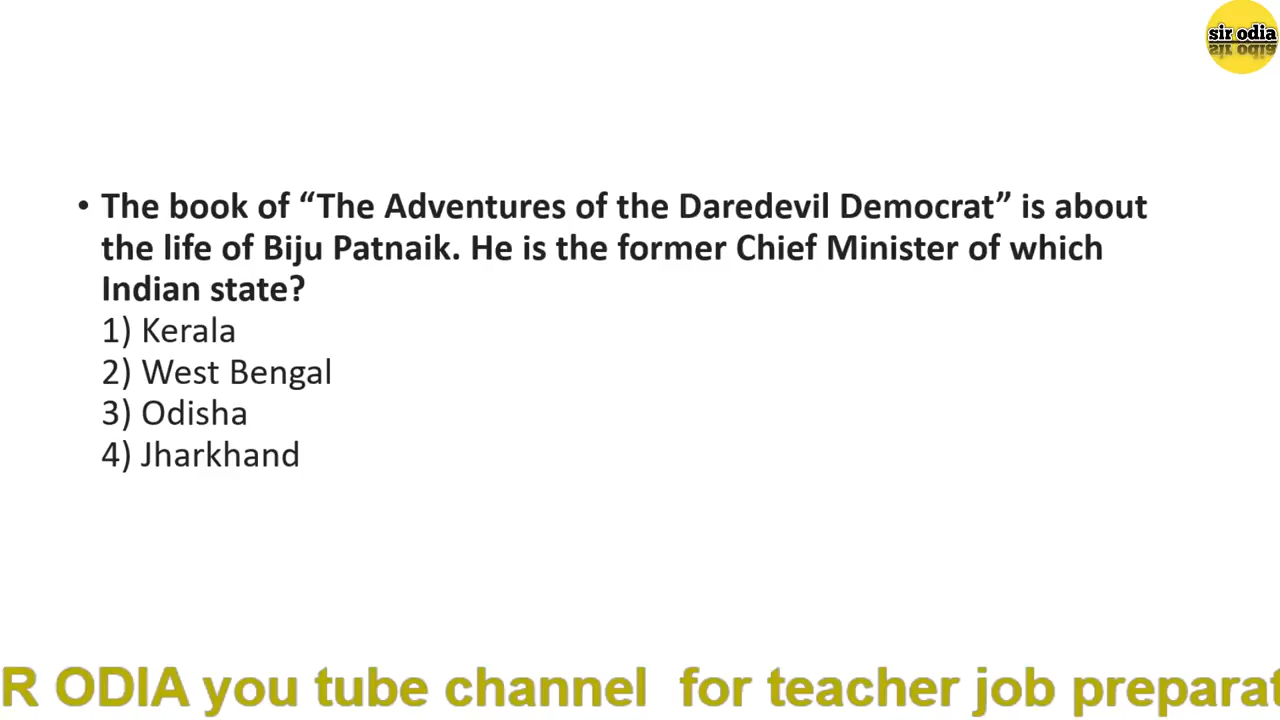 sir odia
• The book of “The Adventures of the Daredevil Democrat” is about
the life of Biju Patnaik. He is the former Chief Minister of which
Indian state?
1) Kerala
2) West Bengal
3) Odisha
4) Jharkhand
R ODIA you tube channel for teacher job preparat